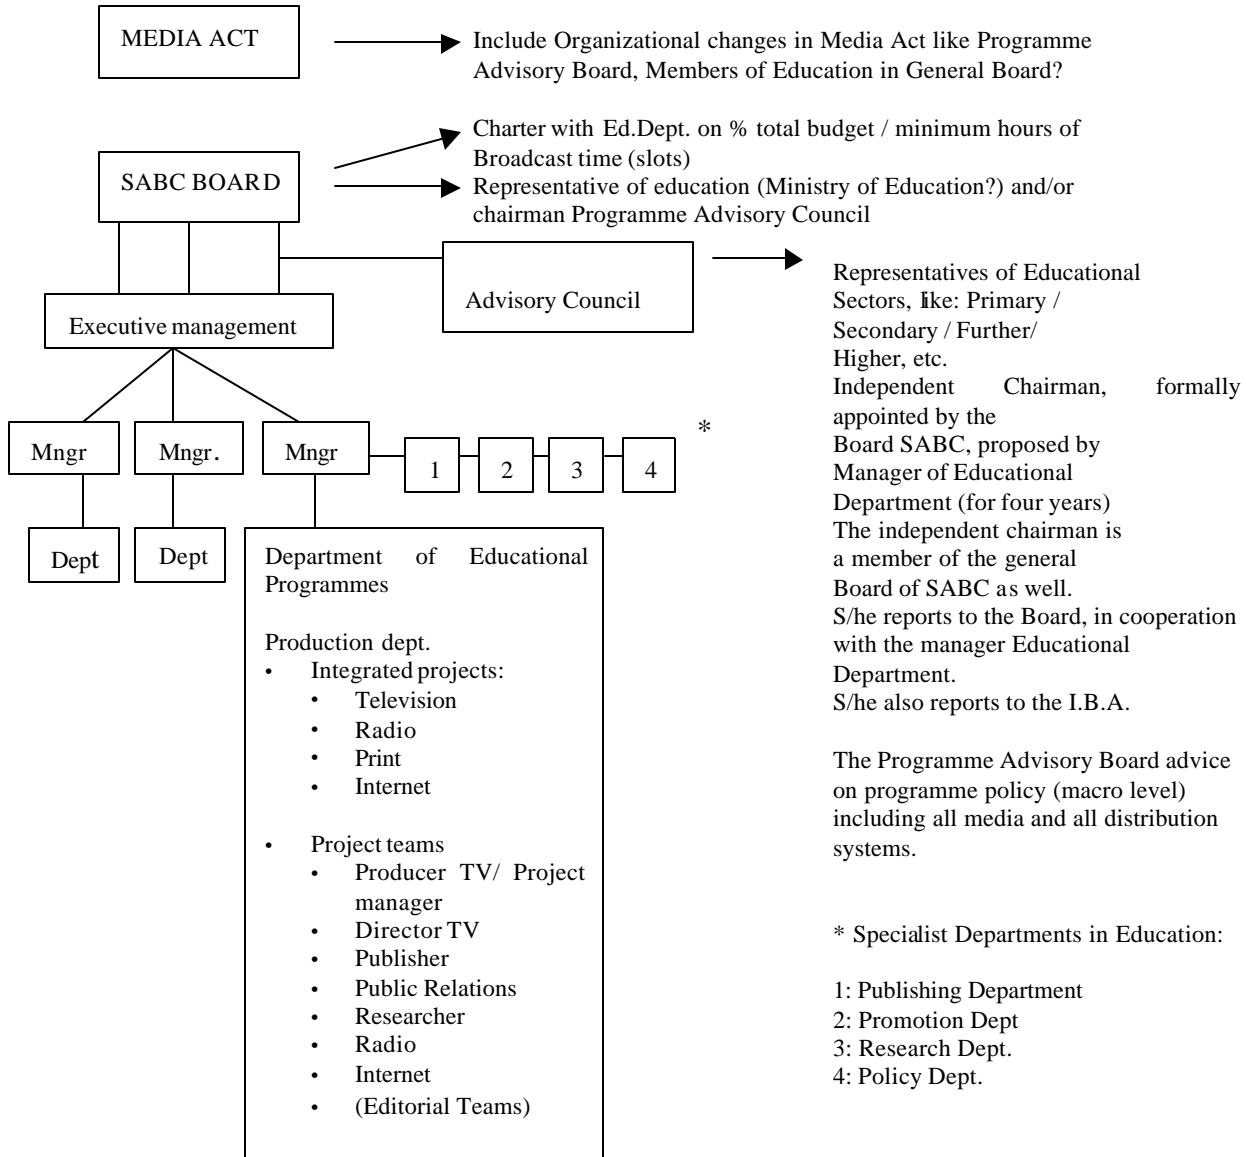 MEDIA ACT
Include Organizational changes in Media Act like Programme
Advisory Board, Members of Education in General Board?
Charter with Ed.Dept. on % total budget / minimum hours of
Broadcast time (slots)
SABC BOARD
Representative of education (Ministry of Education?) and/or
chairman Programme Advisory Council
Advisory Council
Executive management
Mngr
Mngr.
Mngr
1
2
3
4
*
Dept
Dept
Department of Educational
Programmes
Production dept.
• Integrated projects:
• Television
• Radio
• Print
• Internet
• Project teams
• Producer TV/ Project
manager
• Director TV
• Publisher
• Public Relations
• Researcher
• Radio
• Internet
• (Editorial Teams)
Representatives of Educational
Sectors, like: Primary /
Secondary / Further/
Higher, etc.
Independent Chairman, formally
appointed by the
Board SABC, proposed by
Manager of Educational
Department (for four years)
The independent chairman is
a member of the general
Board of SABC as well.
S/he reports to the Board, in cooperation
with the manager Educational
Department.
S/he also reports to the I.B.A.
The Programme Advisory Board advice
on programme policy (macro level)
including all media and all distribution
systems.
* Specialist Departments in Education:
1: Publishing Department
2: Promotion Dept
3: Research Dept.
4: Policy Dept.